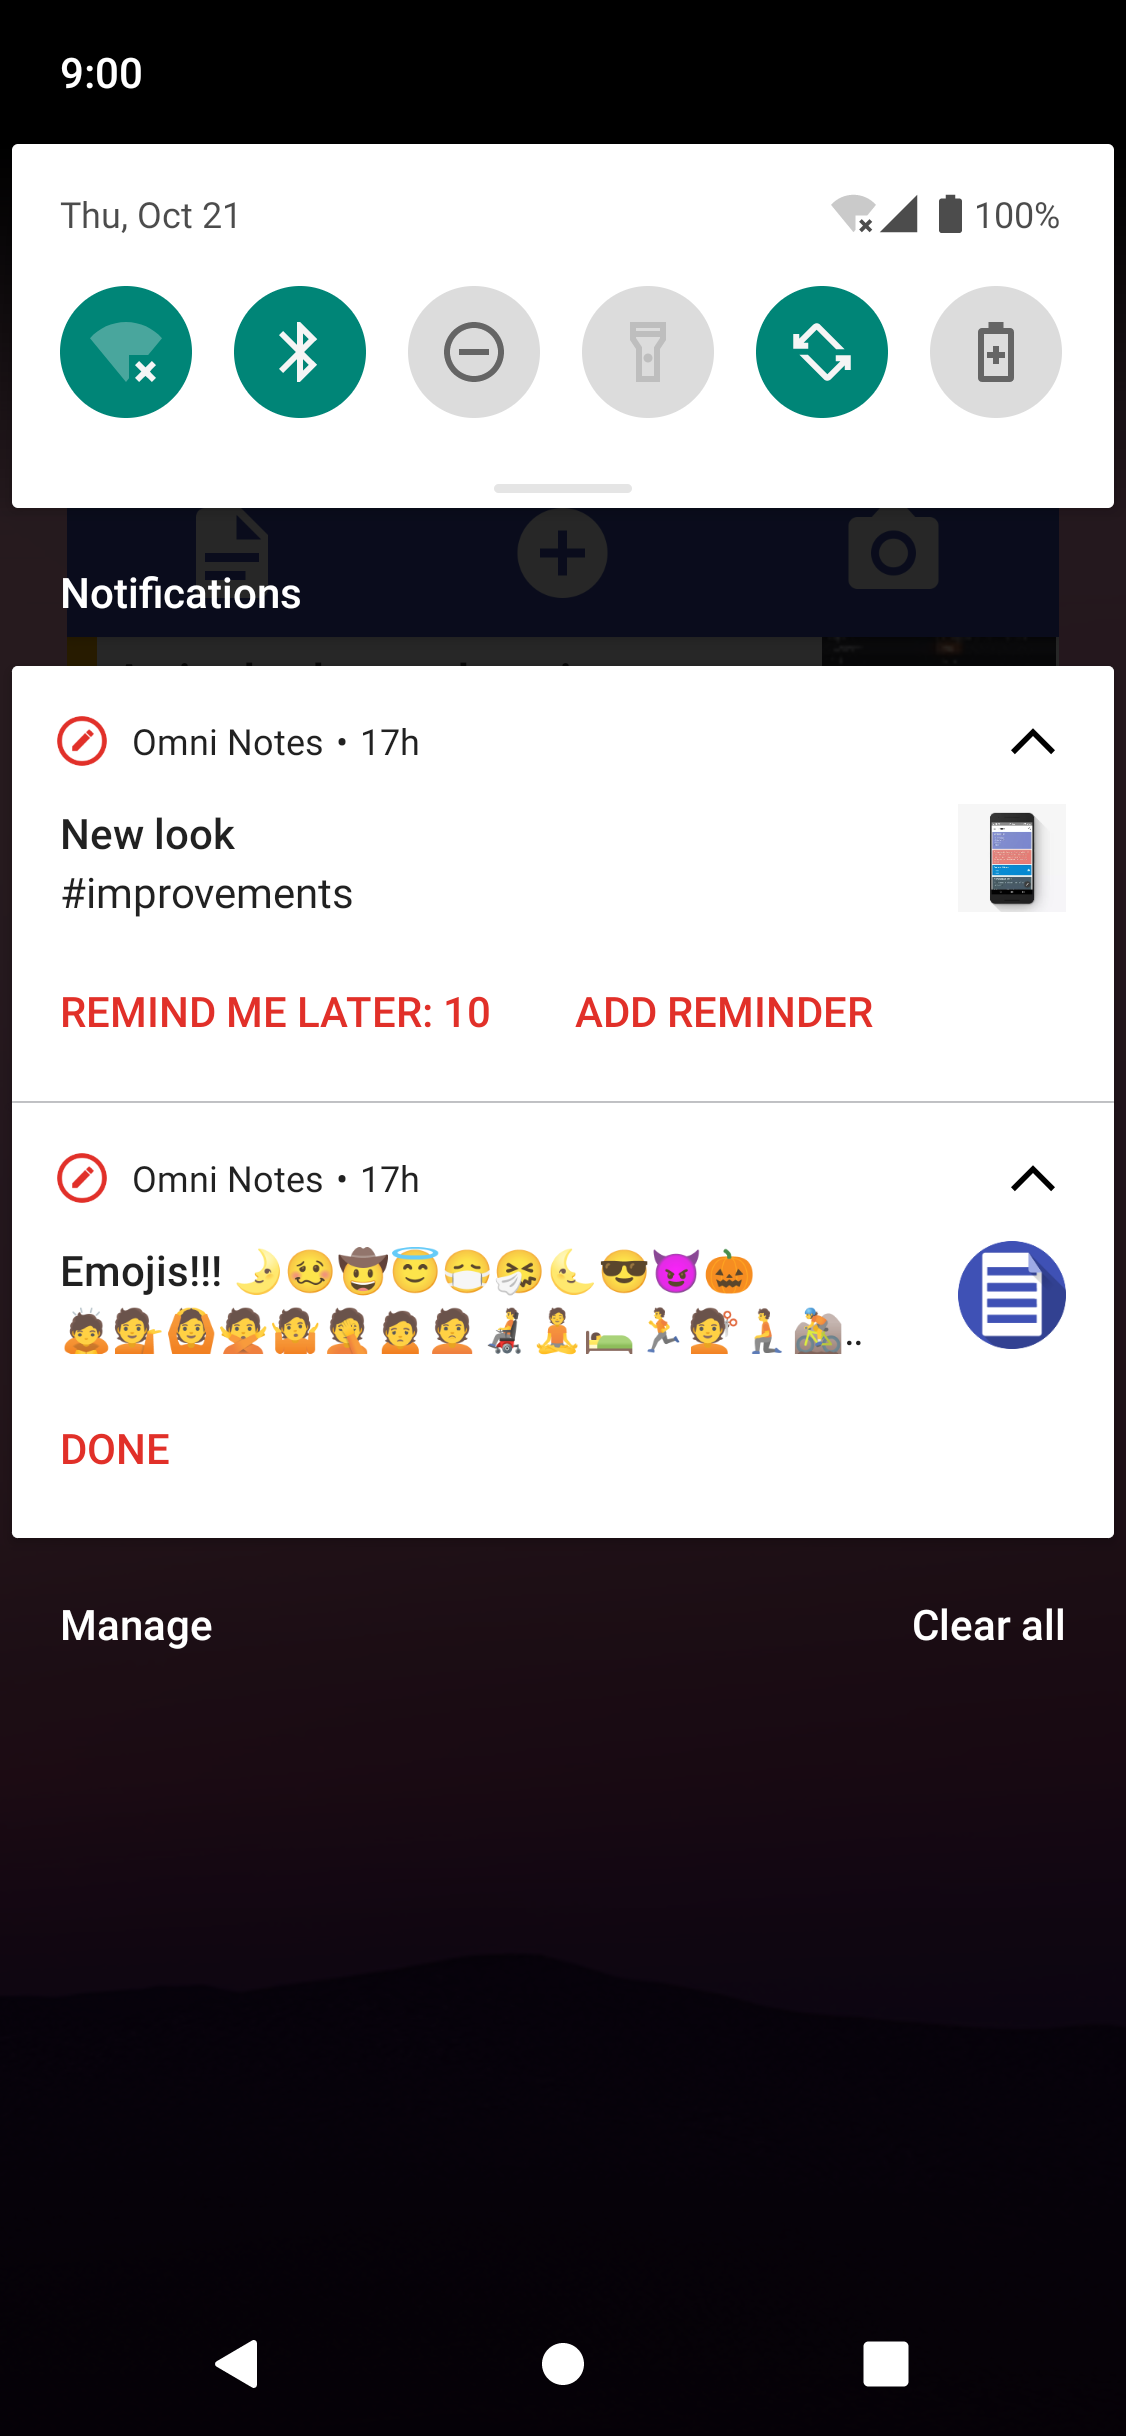 9:00
Thu, Oct 21
100%
Notifications
Omni Notes • 17h
New look
#improvements
REMIND ME LATER: 10
ADD REMINDER
Omni Notes • 17h
Emojis!!! 🌛🥴🤠😇😷🤧🌜😎😈🎃
🙇💁🙆🙅🤷🤦🙍🙎👩‍🦼🧘🛌🏃💇🧎🚵..
DONE
Manage
Clear all